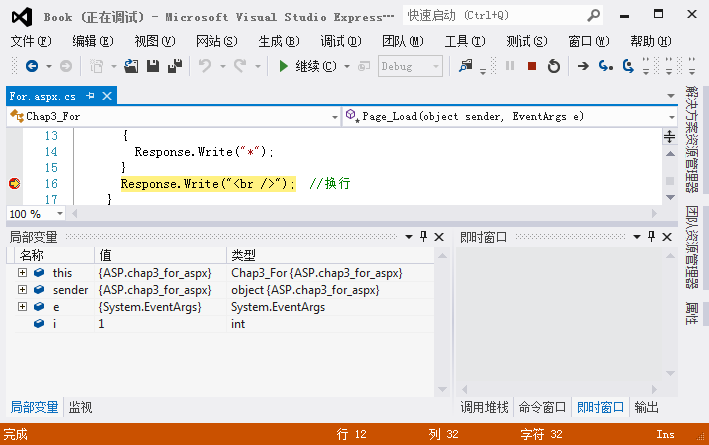 Book (正在调试) - Microsoft Visual Studio Express… 快速启动 (Ctrl+Q)
文件(F) 编辑(E) 视图(V) 网站(S) 生成(B) 调试(D) 团队(M) 工具(T) 测试(S) 窗口(W) 帮助(H)
继续(C) Debug
For.aspx.cs
Chap3_For Page_Load(object sender, EventArgs e)
13 {
14 Response.Write("*");
15 }
16 Response.Write("<br />"); //换行
17 }
100 %
局部变量
名称 值 类型
this {ASP.chap3_for_aspx} Chap3_For {ASP.chap3_for_aspx}
sender {ASP.chap3_for_aspx} object {ASP.chap3_for_aspx}
e {System.EventArgs} System.EventArgs
i 1 int
局部变量 监视
即时窗口
调用堆栈 命令窗口 即时窗口 输出
解决方案资源管理器
团队资源管理器
属性
完成 行 12 列 32 字符 32 Ins